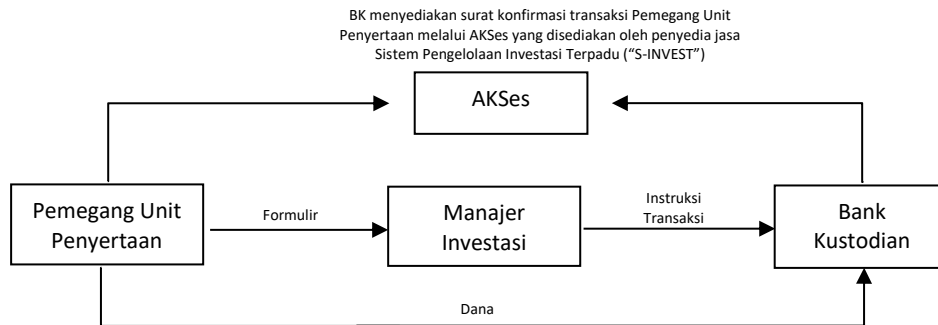 BK menyediakan surat konfirmasi transaksi Pemegang Unit
Penyertaan melalui AKSes yang disediakan oleh penyedia jasa
Sistem Pengelolaan Investasi Terpadu (“S-INVEST”)
AKSes
Pemegang Unit
Penyertaan
Formulir
Manajer
Investasi
Instruksi
Transaksi
Bank
Kustodian
Dana